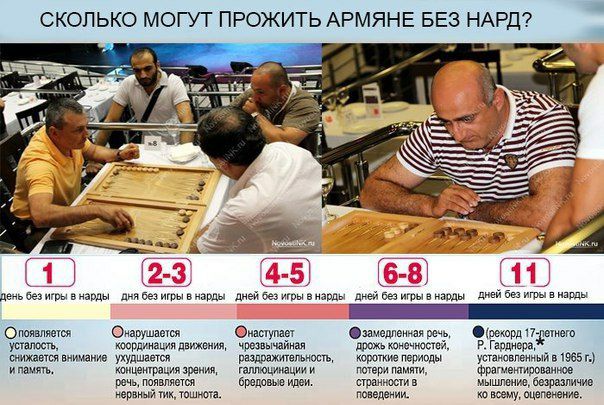 СКОЛЬКО МОГУТ ПРОЖИТЬ АРМЯНЕ БЕЗ НАРД?
№8
NovostiNK.ru
NovostiNK.ru
1
день без игры в нарды
2-3
дня без игры в нарды
4-5
дней без игры в нарды
6-8
дней без игры в нарды
11
дней без игры в нарды
появляется
усталость,
снижается внимание
и память.
нарушается
координация движения,
ухудшается
концентрация зрения,
речь, появляется
нервный тик, тошнота.
наступает
чрезвычайная
раздражительность,
галлюцинации и
бредовые идеи.
замедленная речь,
дрожь конечностей,
короткие периоды
потери памяти,
странности в
поведении.
(рекорд 17-летнего
Р. Гарднера,*
установленный в 1965 г.)
фрагментированное
мышление, безразличие
ко всему, оцепенение.